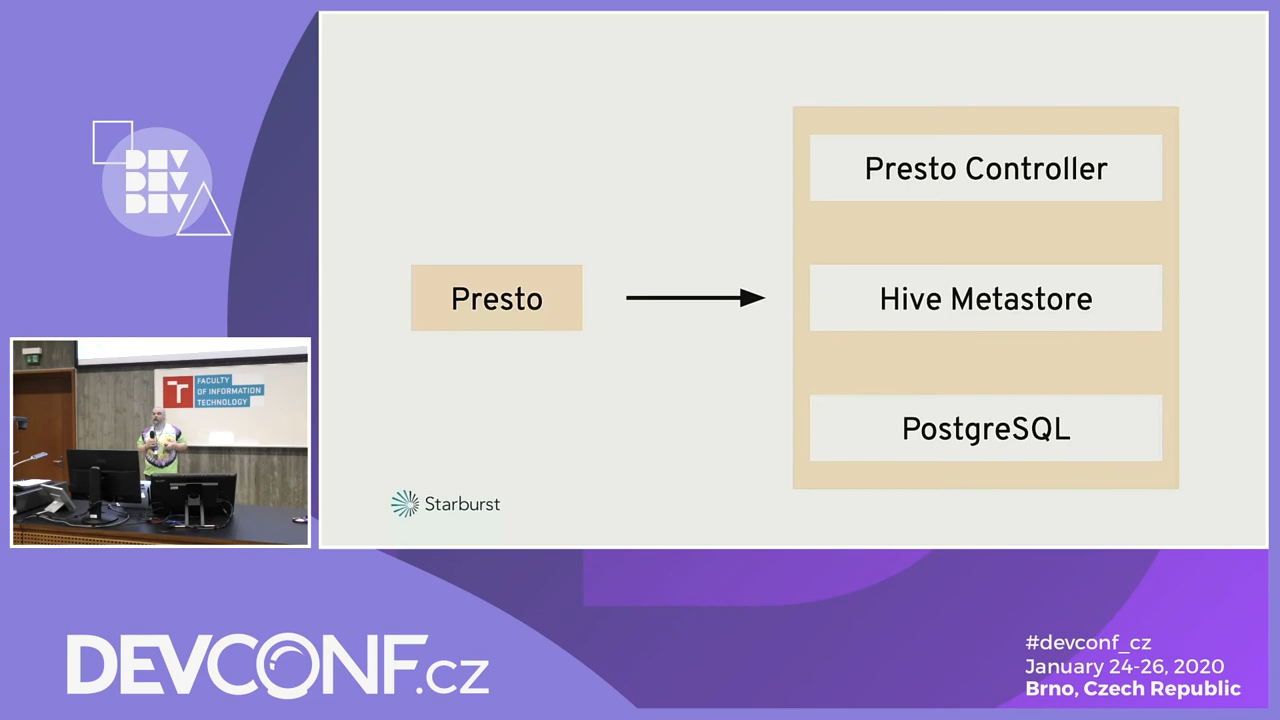 DEV
DEV
DEV
Presto
Presto Controller
Hive Metastore
PostgreSQL
Starburst
FACULTY
OF INFORMATION
TECHNOLOGY
DEVCONF.cz
#devconf_cz
January 24-26, 2020
Brno, Czech Republic